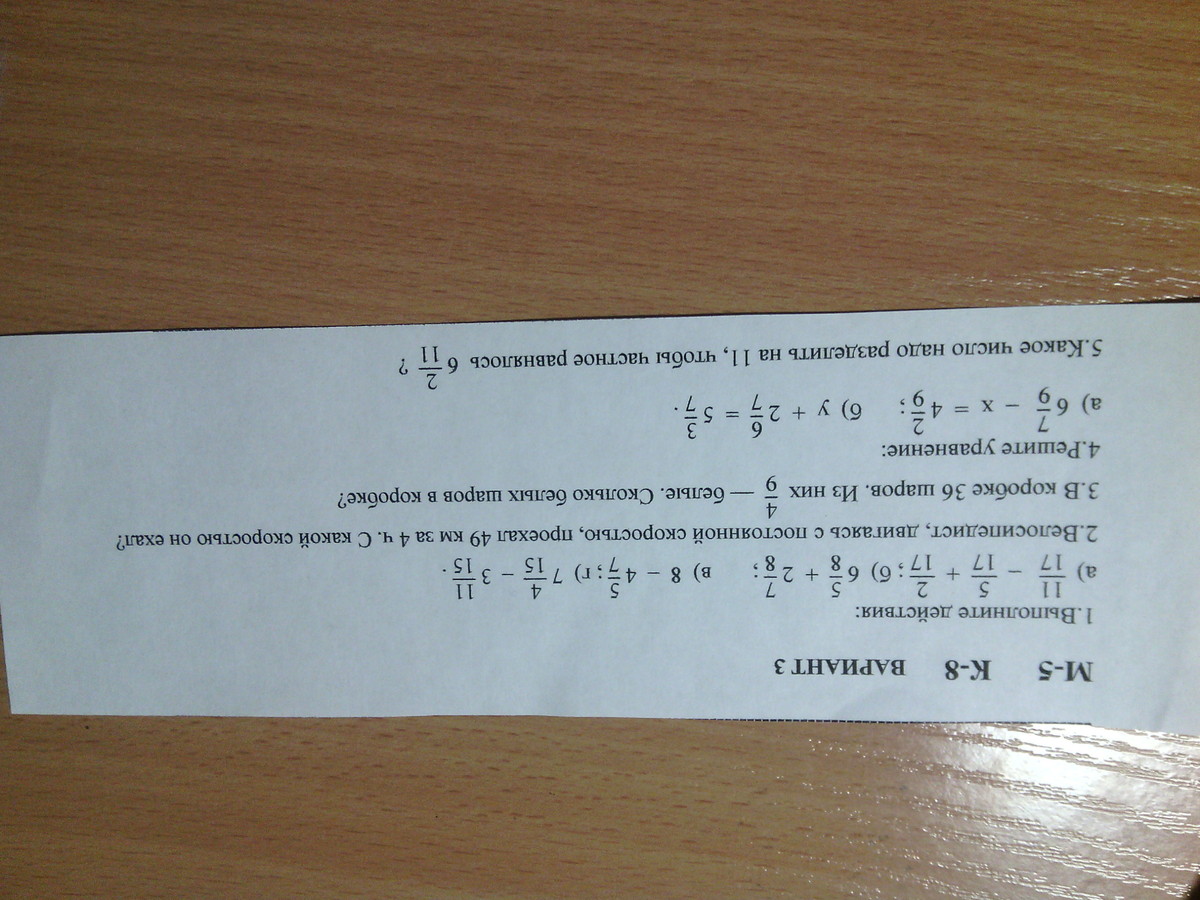 М-5 К-8 ВАРИАНТ 3
1.Выполните действия:
а) 11/17 − 5/17 + 2/17; б) 6 5/8 + 2 7/8; в) 8 − 4 5/7; г) 7 4/15 − 3 11/15.
2.Велосипедист, двигаясь с постоянной скоростью, проехал 49 км за 4 ч. С какой скоростью он ехал?
3.В коробке 36 шаров. Из них 4/9 — белые. Сколько белых шаров в коробке?
4.Решите уравнение:
а) 6 7/9 − x = 4 2/9; б) y + 2 6/7 = 5 3/7.
5.Какое число надо разделить на 11, чтобы частное равнялось 6 2/11 ?